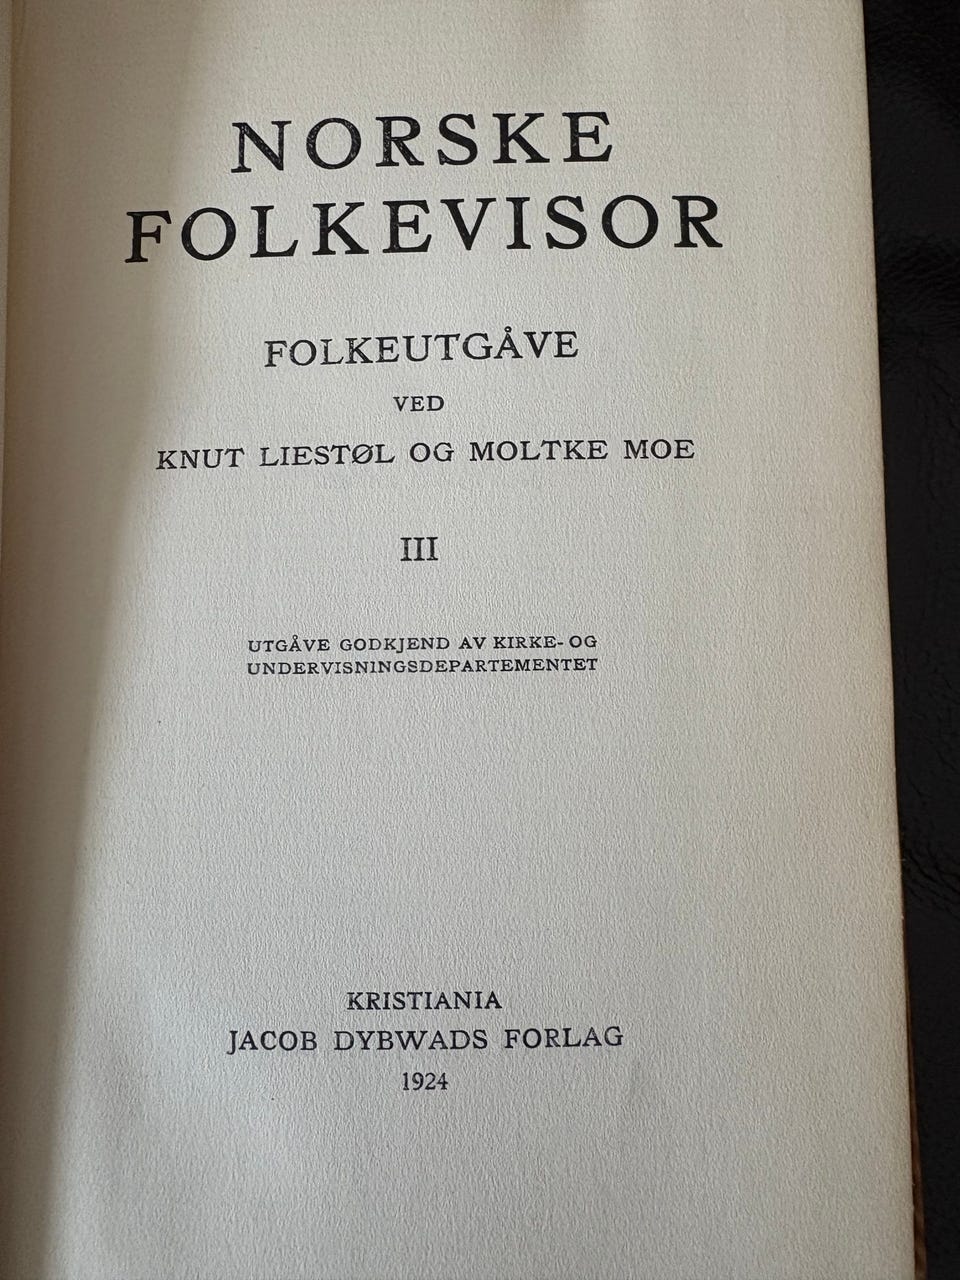 NORSKE
FOLKEVISOR
FOLKEUTGÅVE
VED
KNUT LIESTØL OG MOLTKE MOE
III
UTGÅVE GODKJEND AV KIRKE- OG
UNDERVISNINGSDEPARTEMENTET
KRISTIANIA
JACOB DYBWADS FORLAG
1924